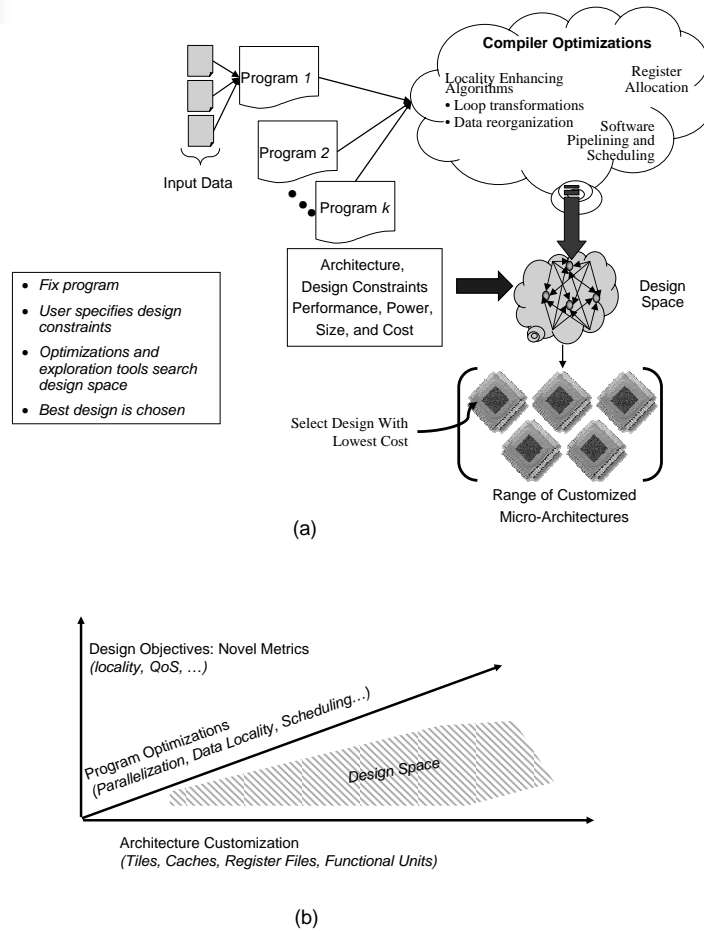 Compiler Optimizations
Locality Enhancing
Algorithms
• Loop transformations
• Data reorganization
Register
Allocation
Software
Pipelining and
Scheduling
Program 1
Program 2
Program k
Input Data
Architecture,
Design Constraints
Performance, Power,
Size, and Cost
Design
Space
• Fix program
• User specifies design
constraints
• Optimizations and
exploration tools search
design space
• Best design is chosen
Select Design With
Lowest Cost
Range of Customized
Micro-Architectures
(a)
Design Objectives: Novel Metrics
(locality, QoS, …)
Program Optimizations
(Parallelization, Data Locality, Scheduling…)
Design Space
Architecture Customization
(Tiles, Caches, Register Files, Functional Units)
(b)